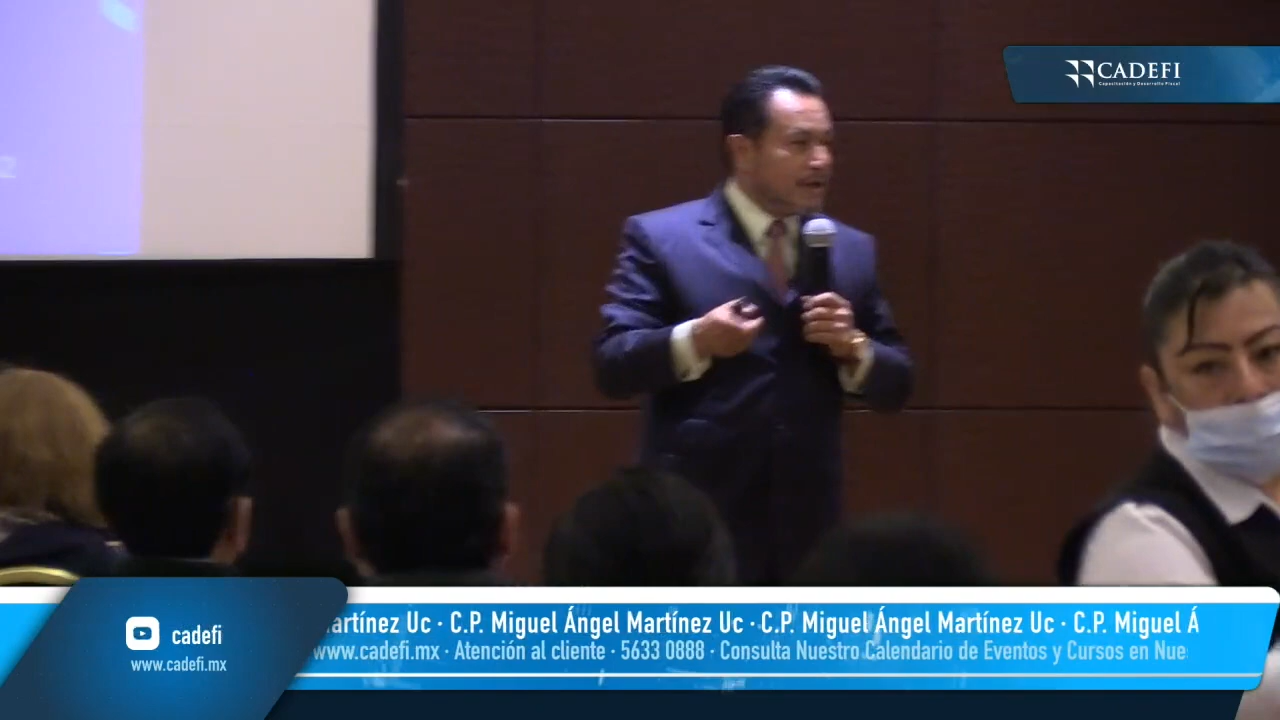 CADEFI
Capacitación y Desarrollo Fiscal
artínez Uc · C.P. Miguel Ángel Martínez Uc · C.P. Miguel Ángel Martínez Uc · C.P. Miguel Á
cadefi
www.cadefi.mx · Atención al cliente · 5633 0888 · Consulta Nuestro Calendario de Eventos y Cursos en Nue
www.cadefi.mx